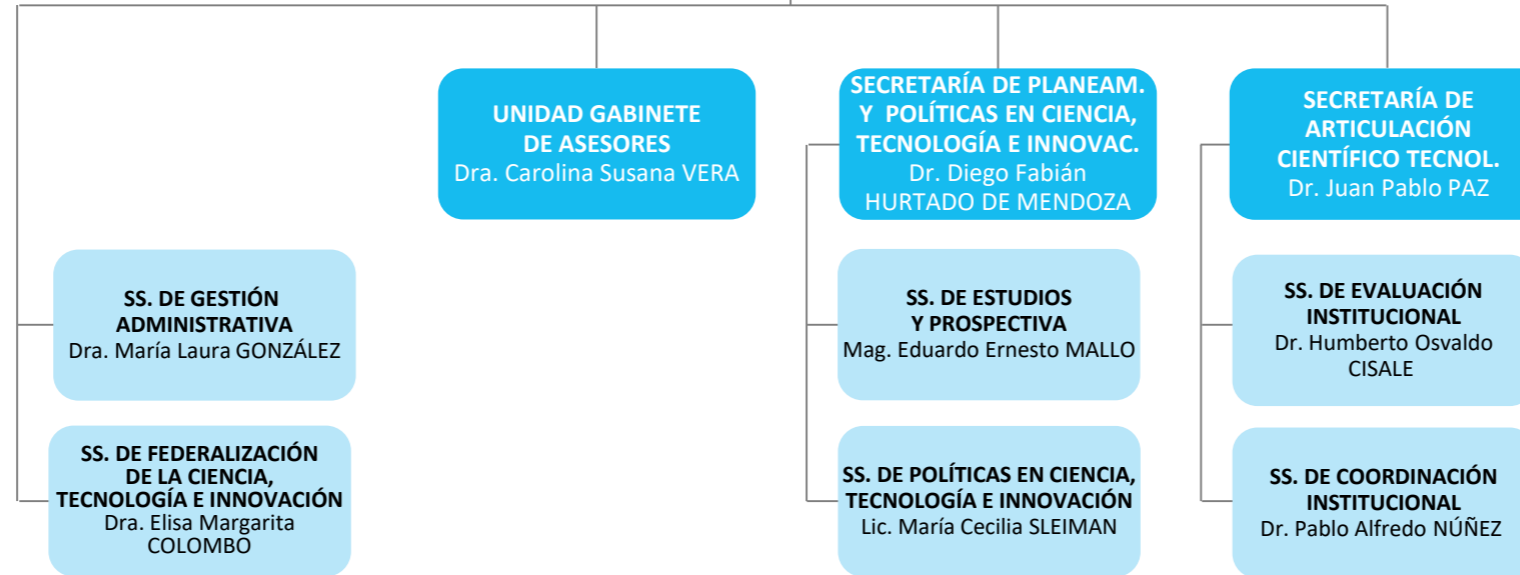 UNIDAD GABINETE
DE ASESORES
Dra. Carolina Susana VERA
SECRETARÍA DE PLANEAM.
Y POLÍTICAS EN CIENCIA,
TECNOLOGÍA E INNOVAC.
Dr. Diego Fabián
HURTADO DE MENDOZA
SECRETARÍA DE
ARTICULACIÓN
CIENTÍFICO TECNOL.
Dr. Juan Pablo PAZ
SS. DE GESTIÓN
ADMINISTRATIVA
Dra. María Laura GONZÁLEZ
SS. DE ESTUDIOS
Y PROSPECTIVA
Mag. Eduardo Ernesto MALLO
SS. DE EVALUACIÓN
INSTITUCIONAL
Dr. Humberto Osvaldo
CISALE
SS. DE FEDERALIZACIÓN
DE LA CIENCIA,
TECNOLOGÍA E INNOVACIÓN
Dra. Elisa Margarita
COLOMBO
SS. DE POLÍTICAS EN CIENCIA,
TECNOLOGÍA E INNOVACIÓN
Lic. María Cecilia SLEIMAN
SS. DE COORDINACIÓN
INSTITUCIONAL
Dr. Pablo Alfredo NÚÑEZ